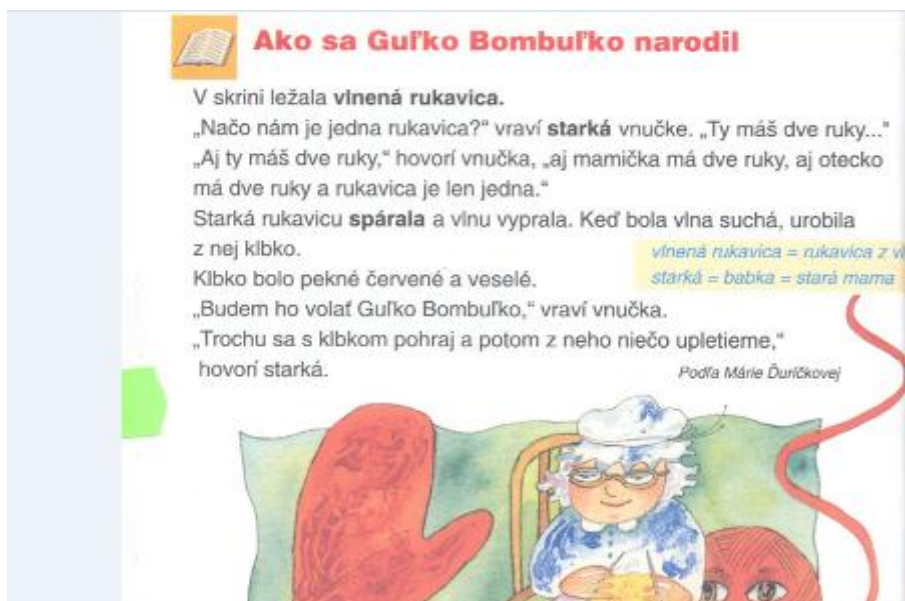 Ako sa Guľko Bombuľko narodil
V skrini ležala vlnená rukavica.
„Načo nám je jedna rukavica?“ vraví starká vnučke. „Ty máš dve ruky...“
„Aj ty máš dve ruky,“ hovorí vnučka, „aj mamička má dve ruky, aj otecko
má dve ruky a rukavica je len jedna.“
Starká rukavicu spárala a vlnu vyprala. Keď bola vlna suchá, urobila
z nej klbko.
vlnená rukavica = rukavica z
Klbko bolo pekné červené a veselé.
starká = babka = stará mama
„Budem ho volať Guľko Bombuľko,“ vraví vnučka.
„Trochu sa s klbkom pohraj a potom z neho niečo upletieme,“
hovorí starká.
Podľa Márie Ďuríčkovej